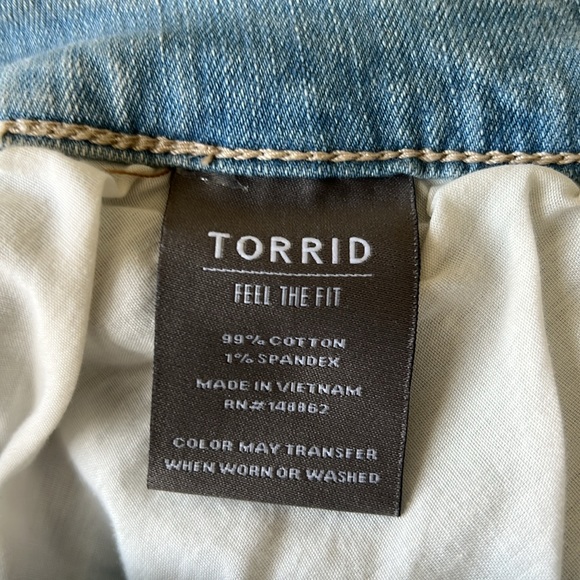 TORRID
FEEL THE FIT
99% COTTON
1% SPANDEX
MADE IN VIETNAM
RN#148862
COLOR MAY TRANSFER
WHEN WORN OR WASHED